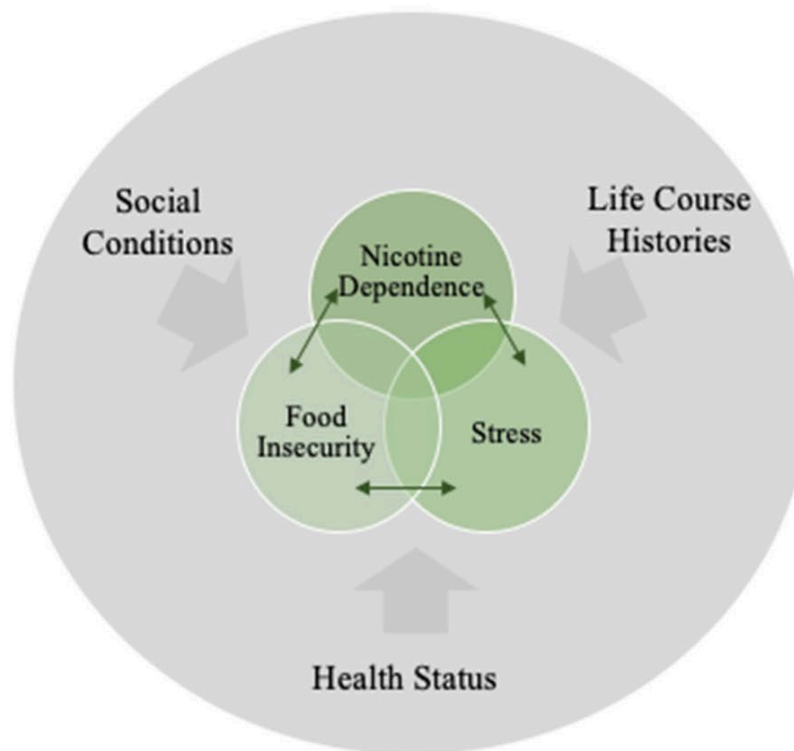 Social
Conditions
Life Course
Histories
Nicotine
Dependence
Food
Insecurity
Stress
Health Status